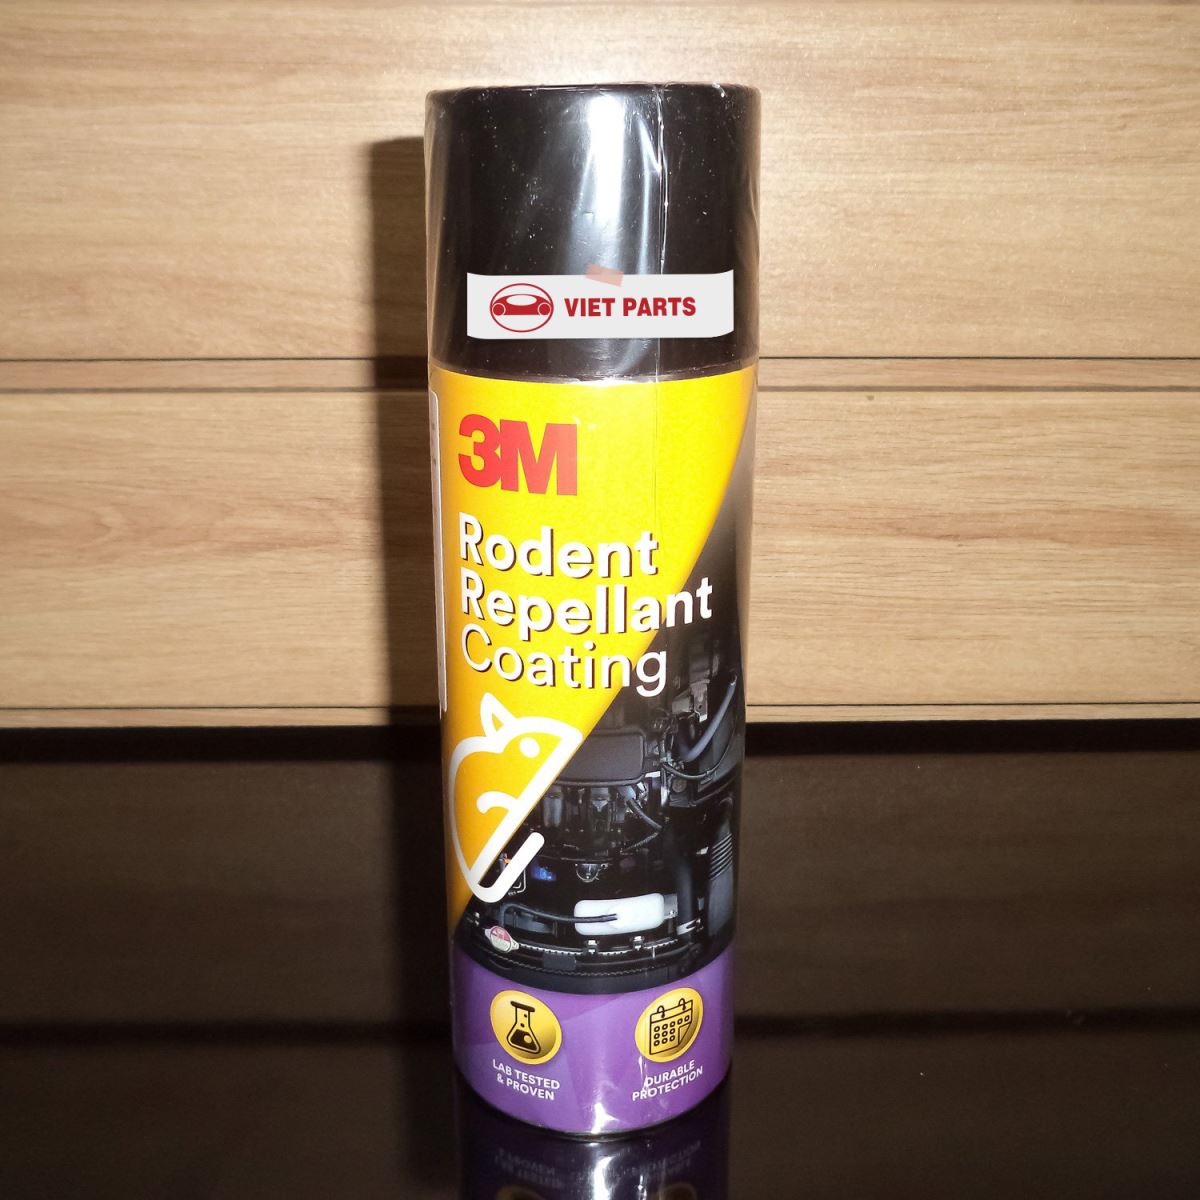 VIET PARTS
3M
Rodent
Repellant
Coating
LAB TESTED
& PROVEN
DURABLE
PROTECTION